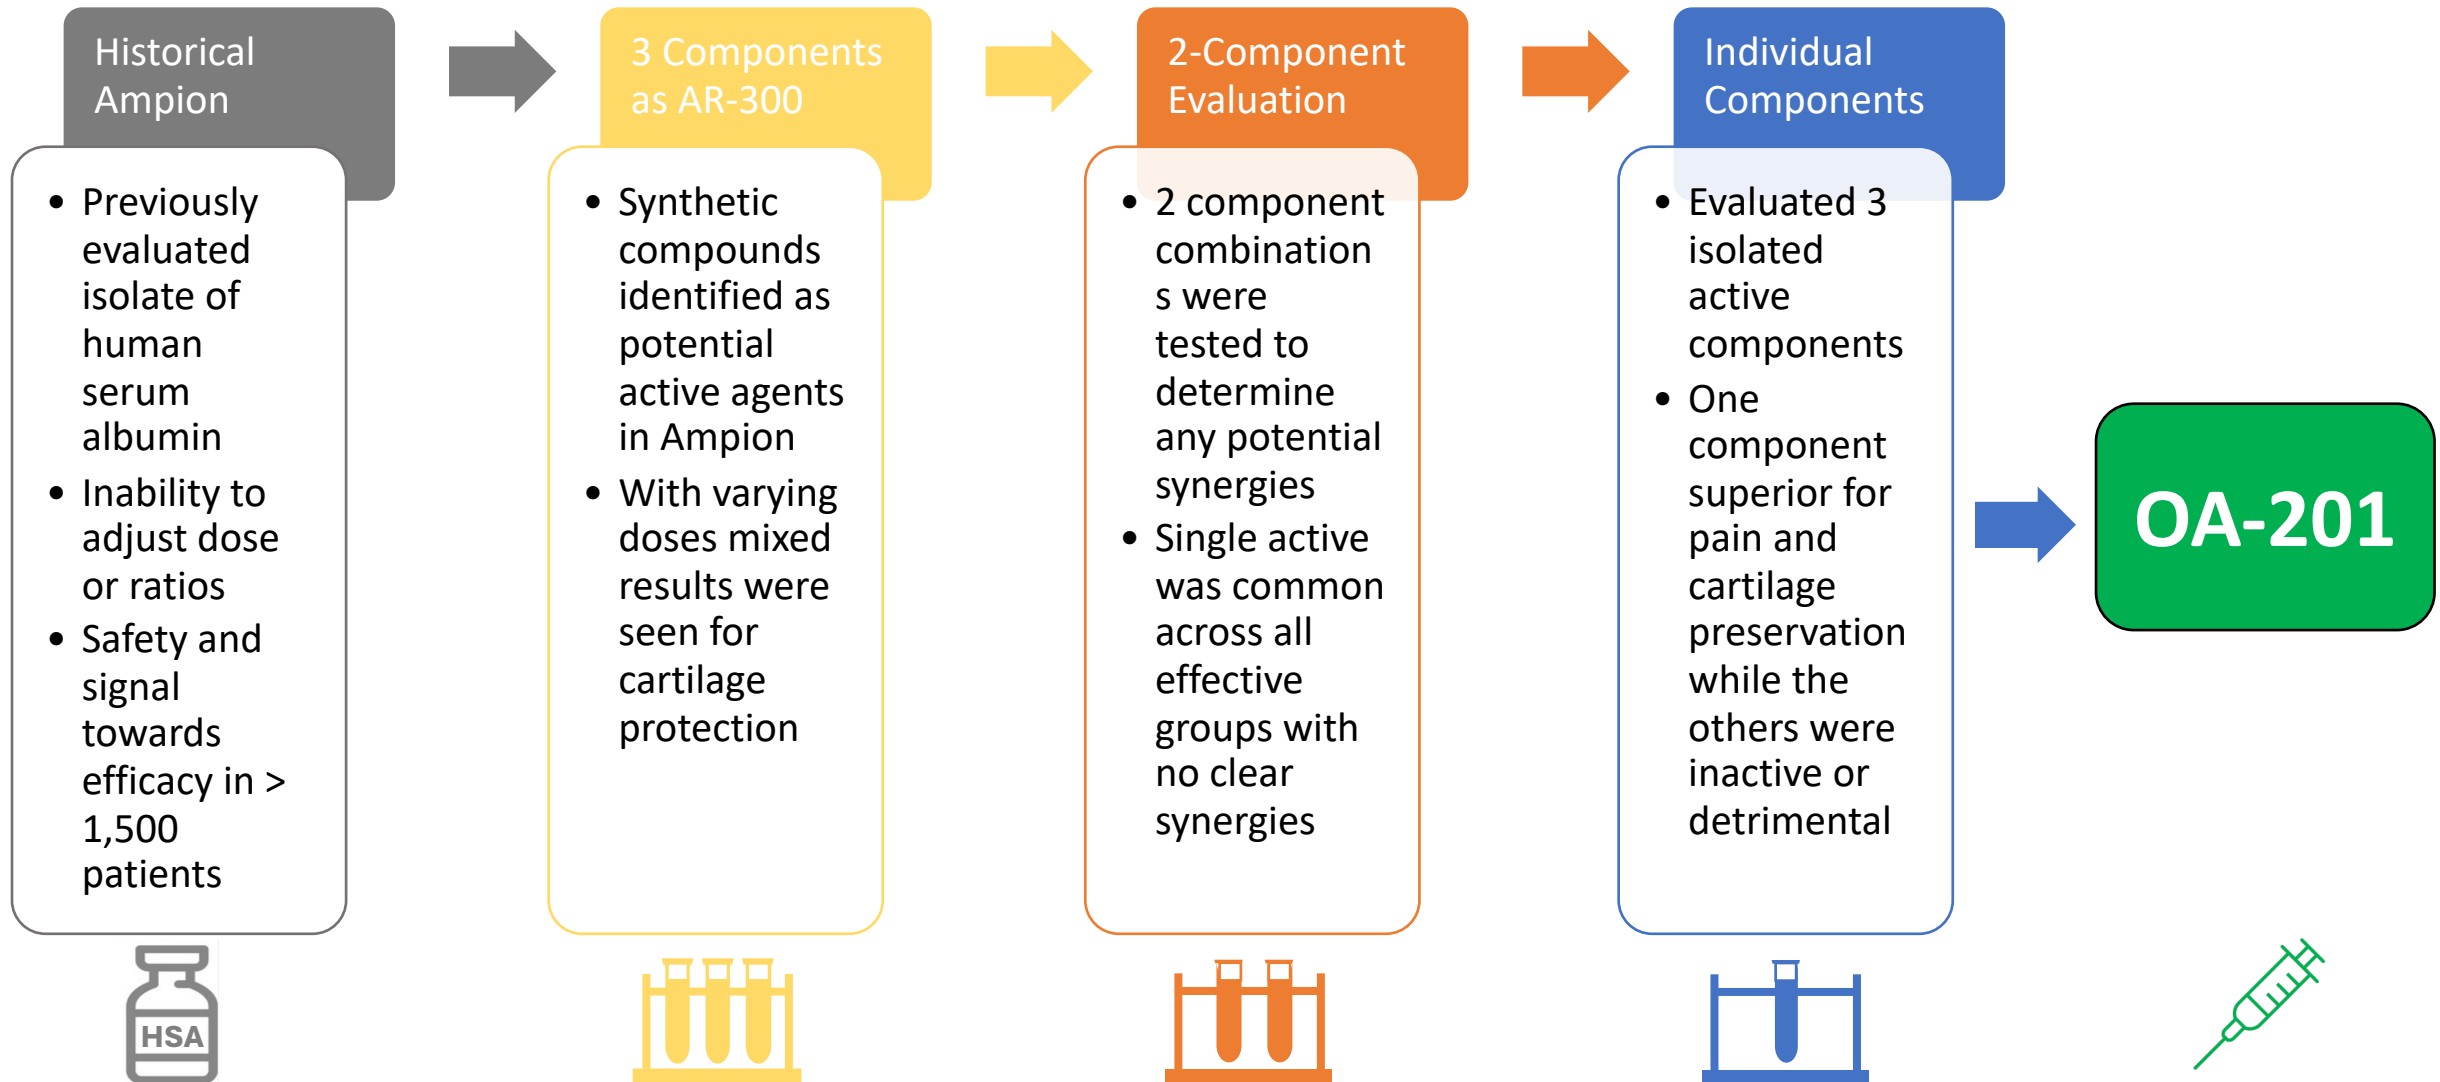 Historical
Ampion
• Previously
evaluated
isolate of
human
serum
albumin
• Inability to
adjust dose
or ratios
• Safety and
signal
towards
efficacy in >
1,500
patients
HSA
3 Components
as AR-300
• Synthetic
compounds
identified as
potential
active agents
in Ampion
• With varying
doses mixed
results were
seen for
cartilage
protection
2-Component
Evaluation
• 2 component
combination
s were
tested to
determine
any potential
synergies
• Single active
was common
across all
effective
groups with
no clear
synergies
Individual
Components
• Evaluated 3
isolated
active
components
• One
component
superior for
pain and
cartilage
preservation
while the
others were
inactive or
detrimental
OA-201